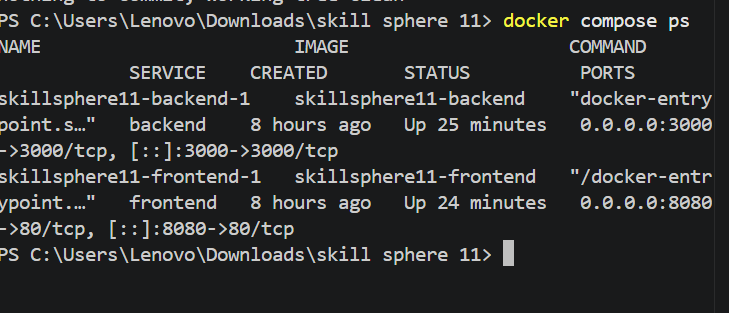 PS C:\Users\Lenovo\Downloads\skill sphere 11> docker compose ps
NAME                     IMAGE                    COMMAND
           SERVICE    CREATED       STATUS         PORTS
skillsphere11-backend-1    skillsphere11-backend    "docker-entry
point.s…"   backend    8 hours ago   Up 25 minutes   0.0.0.0:3000
->3000/tcp, [::]:3000->3000/tcp
skillsphere11-frontend-1   skillsphere11-frontend   "/docker-entr
ypoint.…"   frontend   8 hours ago   Up 24 minutes   0.0.0.0:8080
->80/tcp, [::]:8080->80/tcp
PS C:\Users\Lenovo\Downloads\skill sphere 11>